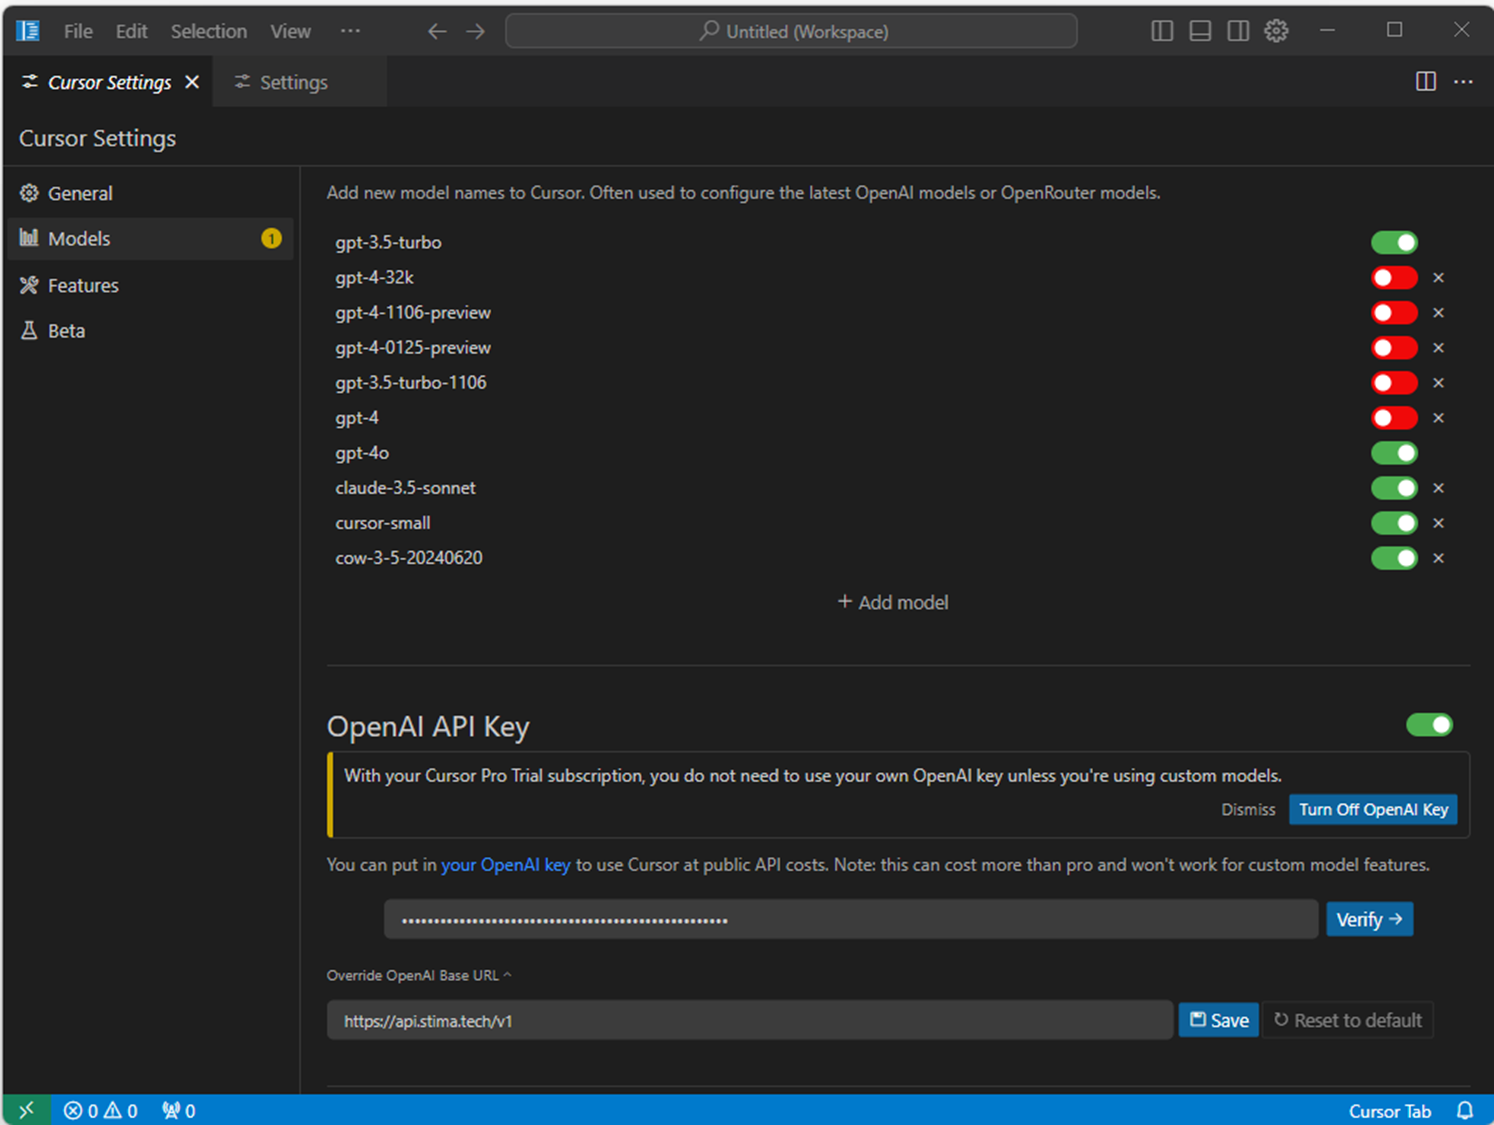 File Edit Selection View ··· Untitled (Workspace)
Cursor Settings Settings
Cursor Settings
General
Models 1
Features
Beta
Add new model names to Cursor. Often used to configure the latest OpenAI models or OpenRouter models.
gpt-3.5-turbo
gpt-4-32k
gpt-4-1106-preview
gpt-4-0125-preview
gpt-3.5-turbo-1106
gpt-4
gpt-4o
claude-3.5-sonnet
cursor-small
cow-3-5-20240620
+ Add model
OpenAI API Key
With your Cursor Pro Trial subscription, you do not need to use your own OpenAI key unless you're using custom models.
Dismiss Turn Off OpenAI Key
You can put in your OpenAI key to use Cursor at public API costs. Note: this can cost more than pro and won't work for custom model features.
•••••••••••••••••••••••••••••••••••••••••••••••••••
Verify →
Override OpenAI Base URL ^
https://api.stima.tech/v1 Save Reset to default
0 0 0 Cursor Tab